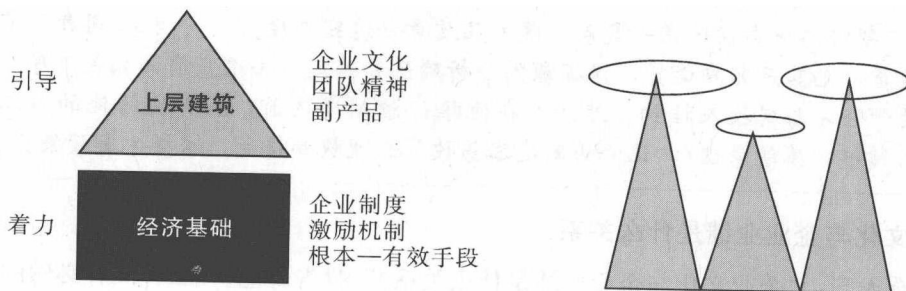 引导
上层建筑
企业文化
团队精神
副产品
着力
经济基础
企业制度
激励机制
根本—有效手段